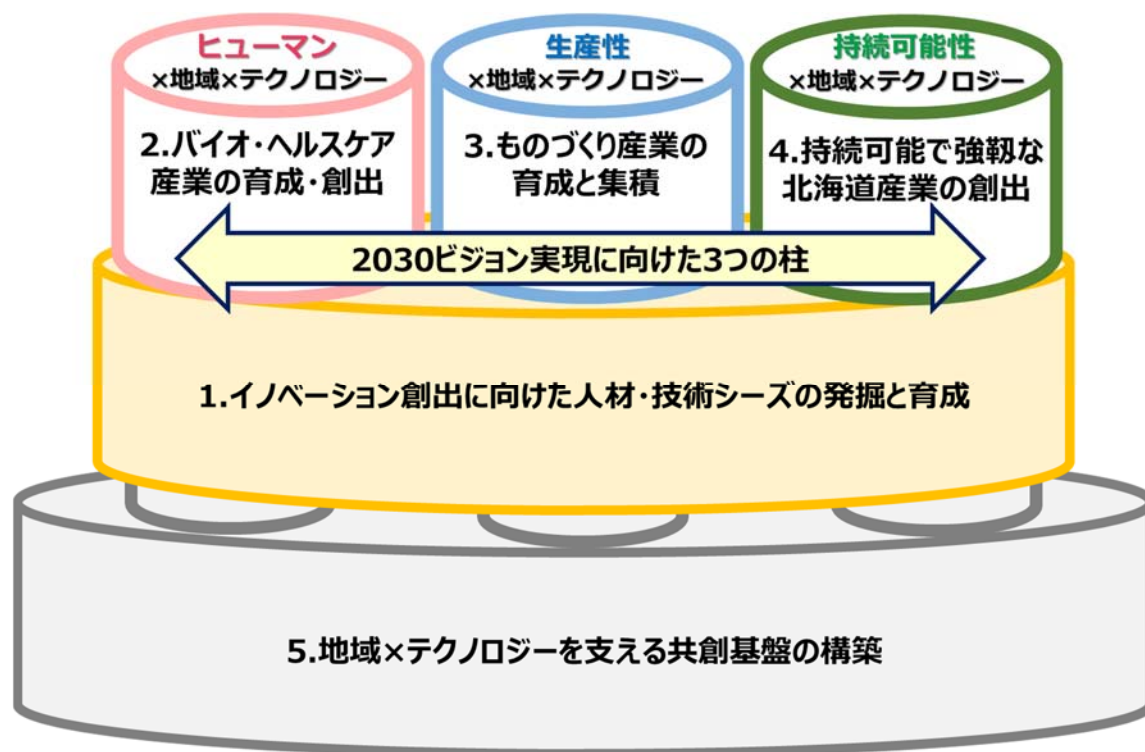 ヒューマン
×地域×テクノロジー
2.バイオ・ヘルスケア
産業の育成・創出
生産性
×地域×テクノロジー
3.ものづくり産業の
育成と集積
持続可能性
×地域×テクノロジー
4.持続可能で強靱な
北海道産業の創出
2030ビジョン実現に向けた3つの柱
1.イノベーション創出に向けた人材・技術シーズの発掘と育成
5.地域×テクノロジーを支える共創基盤の構築